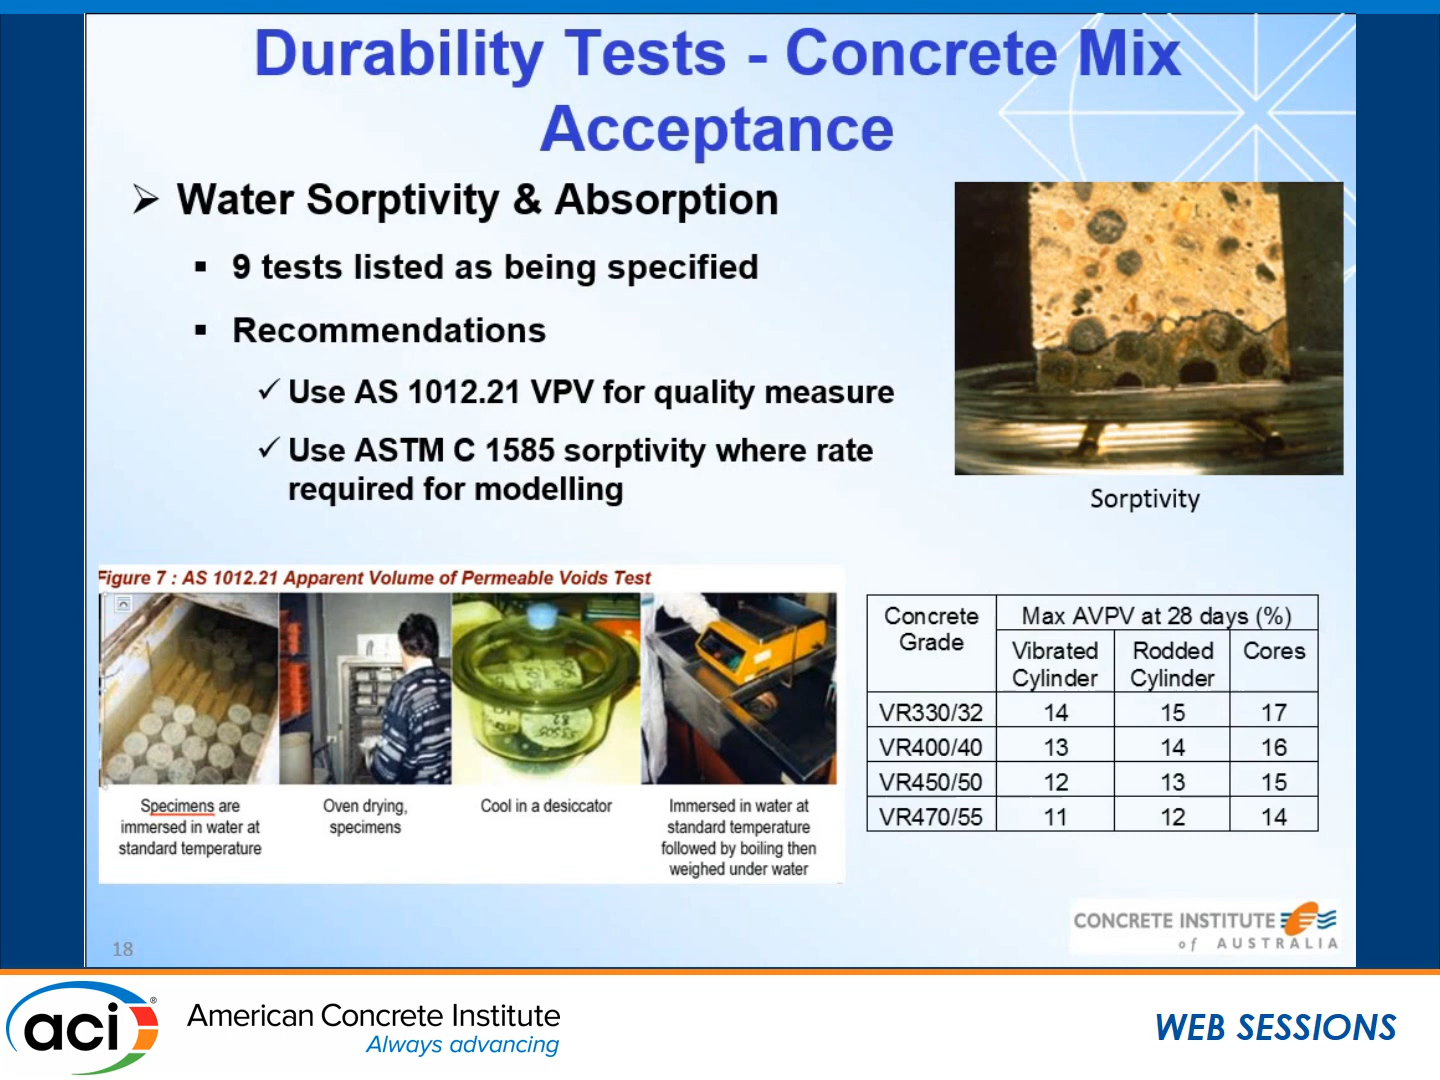 Durability Tests - Concrete Mix
Acceptance
Water Sorptivity & Absorption
9 tests listed as being specified
Recommendations
Use AS 1012.21 VPV for quality measure
Use ASTM C 1585 sorptivity where rate
required for modelling
Sorptivity
Figure 7 : AS 1012.21 Apparent Volume of Permeable Voids Test
Specimens are
immersed in water at
standard temperature
Oven drying,
specimens
Cool in a desiccator
Immersed in water at
standard temperature
followed by boiling then
weighed under water
Concrete Grade Max AVPV at 28 days (%)
Vibrated Cylinder Rodded Cylinder Cores
VR330/32 14 15 17
VR400/40 13 14 16
VR450/50 12 13 15
VR470/55 11 12 14
CONCRETE INSTITUTE
of AUSTRALIA
18
aci® American Concrete Institute
Always advancing
WEB SESSIONS